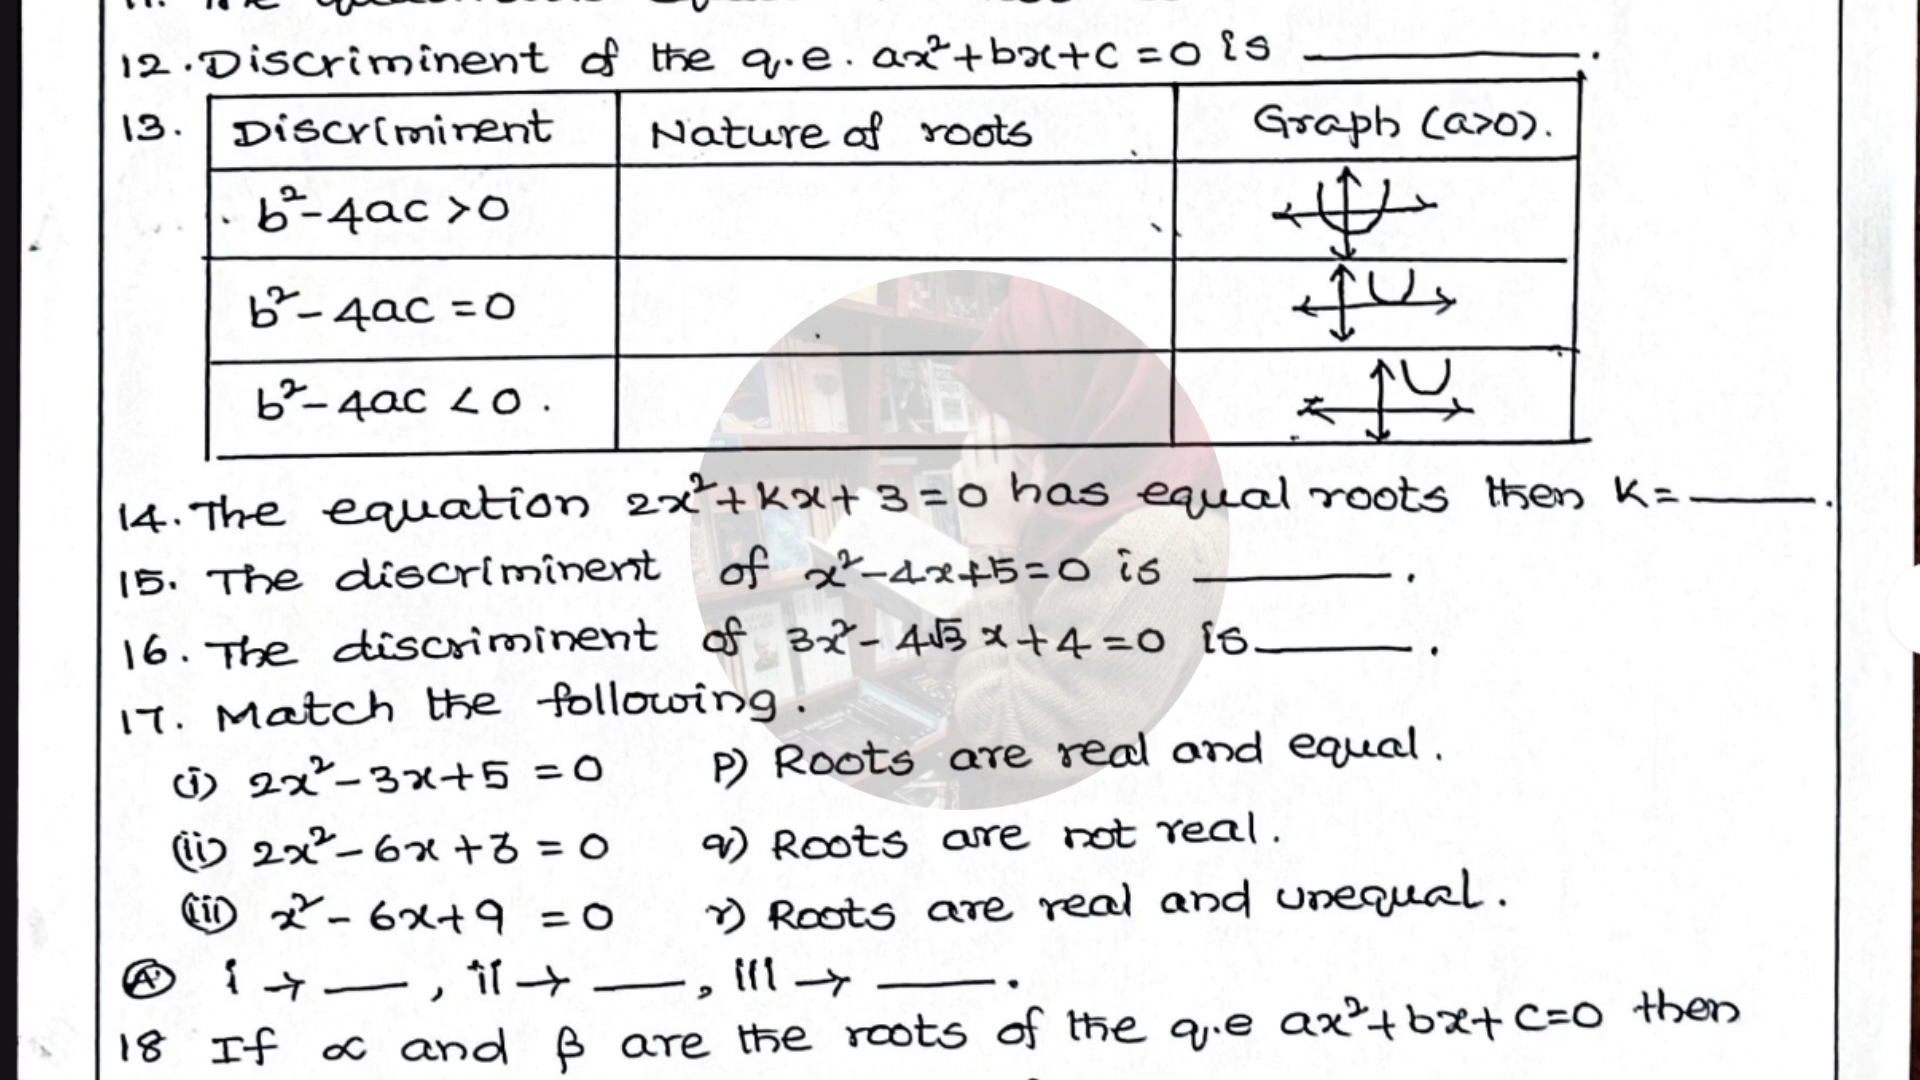 12. Discriminent of the q.e. ax²+bx+c=0 is ________.
13. Discriminent Nature of roots Graph (a>0).
b²-4ac >0
b²-4ac =0
b²-4ac <0.
14. The equation 2x²+kx+3=0 has equal roots then K=______.
15. The discriminent of x²-4x+5=0 is ______.
16. The discriminent of 3x²-4√3 x+4=0 is ______.
17. Match the following.
(i) 2x²-3x+5 =0 P) Roots are real and equal.
(ii) 2x²-6x+3 =0 q) Roots are not real.
(iii) x²-6x+9 =0 r) Roots are real and unequal.
(A) i → ___, ii → ___, iii → ___.
18 If α and β are the roots of the q.e ax²+bx+c=0 then